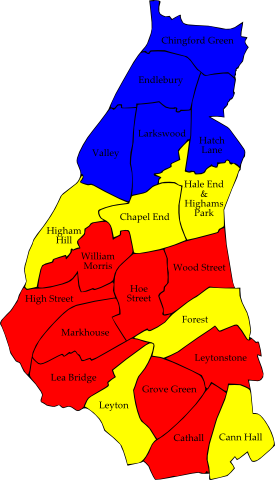 Chingford Green
Endlebury
Larkswood
Hatch
Lane
Valley
Hale End
&
Highams
Park
Chapel End
Higham
Hill
William
Morris
Wood Street
High Street
Hoe
Street
Forest
Markhouse
Leytonstone
Lea Bridge
Grove Green
Leyton
Cathall
Cann Hall